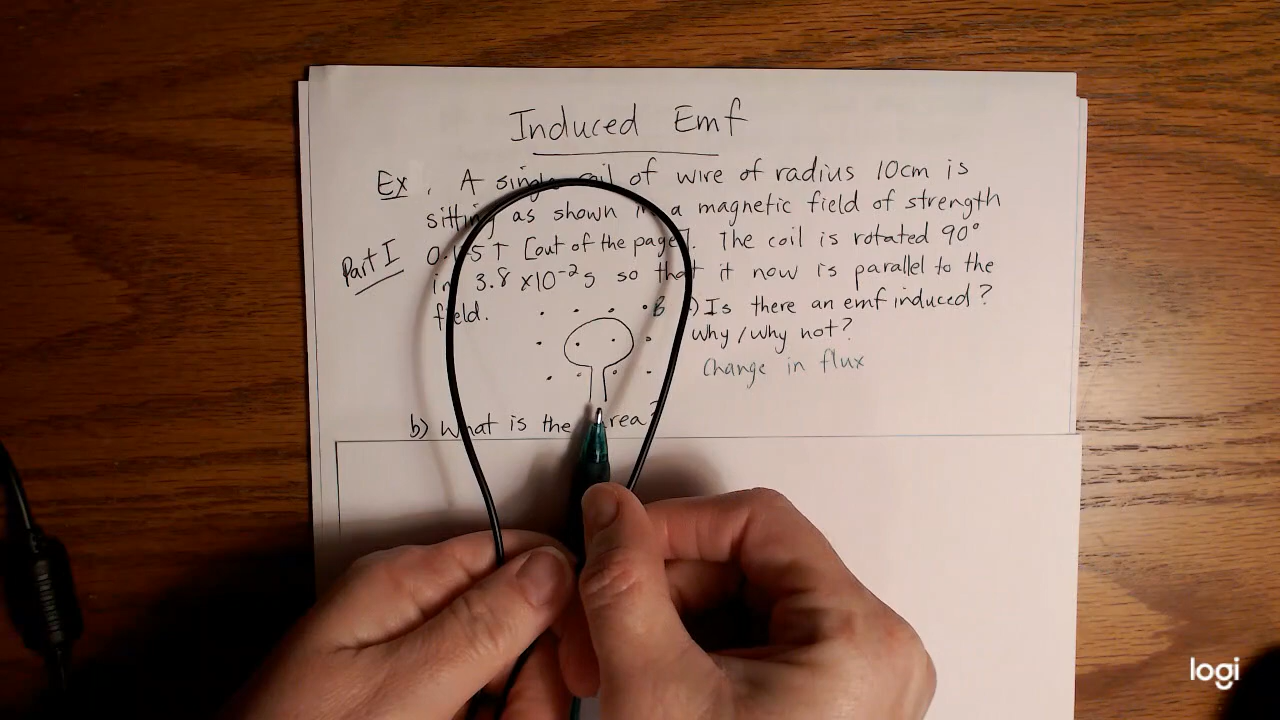 Induced Emf
Ex. A single coil of wire of radius 10cm is
sitting as shown in a magnetic field of strength
Part I
T [out of the page]. The coil is rotated 90°
in 3.8 x10⁻² s so that it now is parallel to the
field.
B
a) Is there an emf induced?
Why/Why not?
Change in flux
b) What is the area?
logi